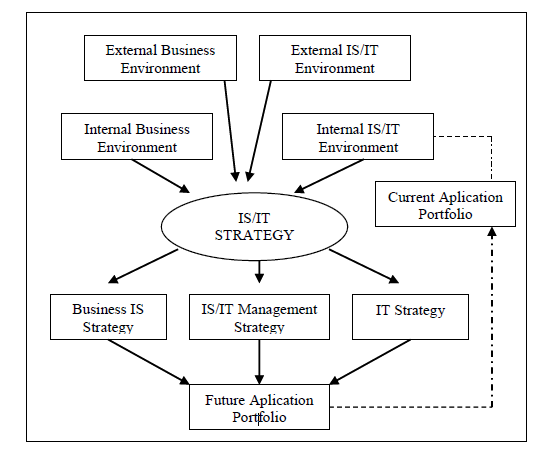 External Business
Environment
External IS/IT
Environment
Internal Business
Environment
Internal IS/IT
Environment
Current Aplication
Portfolio
IS/IT
STRATEGY
Business IS
Strategy
IS/IT Management
Strategy
IT Strategy
Future Aplication
Portfolio